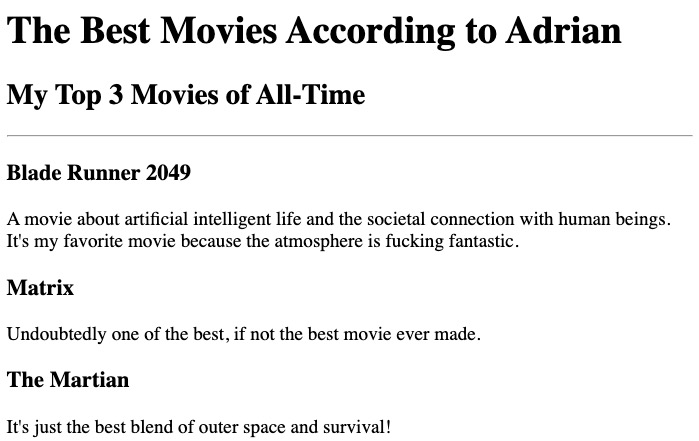 The Best Movies According to Adrian
My Top 3 Movies of All-Time
Blade Runner 2049
A movie about artificial intelligent life and the societal connection with human beings.
It's my favorite movie because the atmosphere is fucking fantastic.
Matrix
Undoubtedly one of the best, if not the best movie ever made.
The Martian
It's just the best blend of outer space and survival!